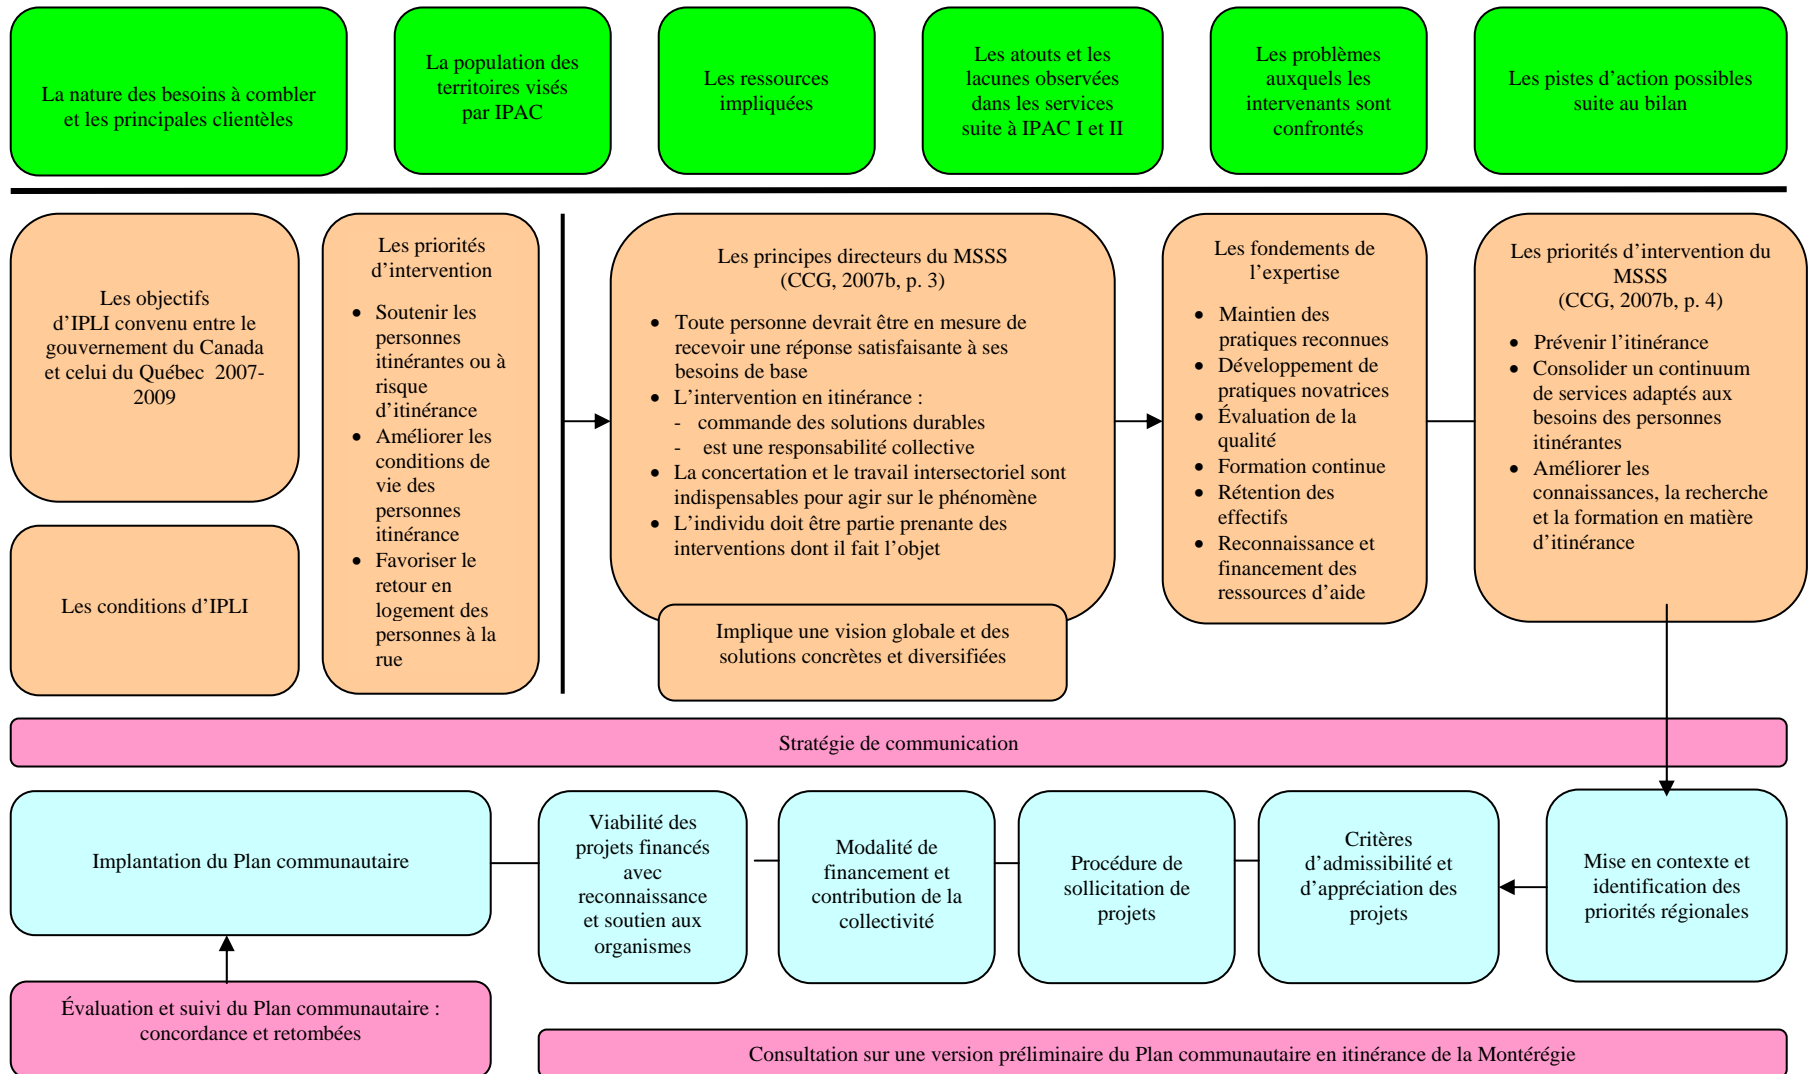 La nature des besoins à combler
et les principales clientèles
La population des
territoires visés
par IPAC
Les ressources
impliquées
Les atouts et les
lacunes observées
dans les services
suite à IPAC I et II
Les problèmes
auxquels les
intervenants sont
confrontés
Les pistes d’action possibles
suite au bilan
Les objectifs
d’IPLI convenu entre le
gouvernement du Canada
et celui du Québec 2007-
2009
Les conditions d’IPLI
Les priorités
d’intervention
• Soutenir les
personnes
itinérantes ou à
risque
d’itinérance
• Améliorer les
conditions de
vie des
personnes
itinérance
• Favoriser le
retour en
logement des
personnes à la
rue
Les principes directeurs du MSSS
(CCG, 2007b, p. 3)
• Toute personne devrait être en mesure de
recevoir une réponse satisfaisante à ses
besoins de base
• L’intervention en itinérance :
- commande des solutions durables
- est une responsabilité collective
• La concertation et le travail intersectoriel sont
indispensables pour agir sur le phénomène
• L’individu doit être partie prenante des
interventions dont il fait l’objet
Implique une vision globale et des
solutions concrètes et diversifiées
Les fondements de
l’expertise
• Maintien des
pratiques reconnues
• Développement de
pratiques novatrices
• Évaluation de la
qualité
• Formation continue
• Rétention des
effectifs
• Reconnaissance et
financement des
ressources d’aide
Les priorités d’intervention du
MSSS
(CCG, 2007b, p. 4)
• Prévenir l’itinérance
• Consolider un continuum
de services adaptés aux
besoins des personnes
itinérantes
• Améliorer les
connaissances, la recherche
et la formation en matière
d’itinérance
Stratégie de communication
Implantation du Plan communautaire
Viabilité des
projets financés
avec
reconnaissance
et soutien aux
organismes
Modalité de
financement et
contribution de la
collectivité
Procédure de
sollicitation de
projets
Critères
d’admissibilité et
d’appréciation des
projets
Mise en contexte et
identification des
priorités régionales
Évaluation et suivi du Plan communautaire :
concordance et retombées
Consultation sur une version préliminaire du Plan communautaire en itinérance de la Montérégie